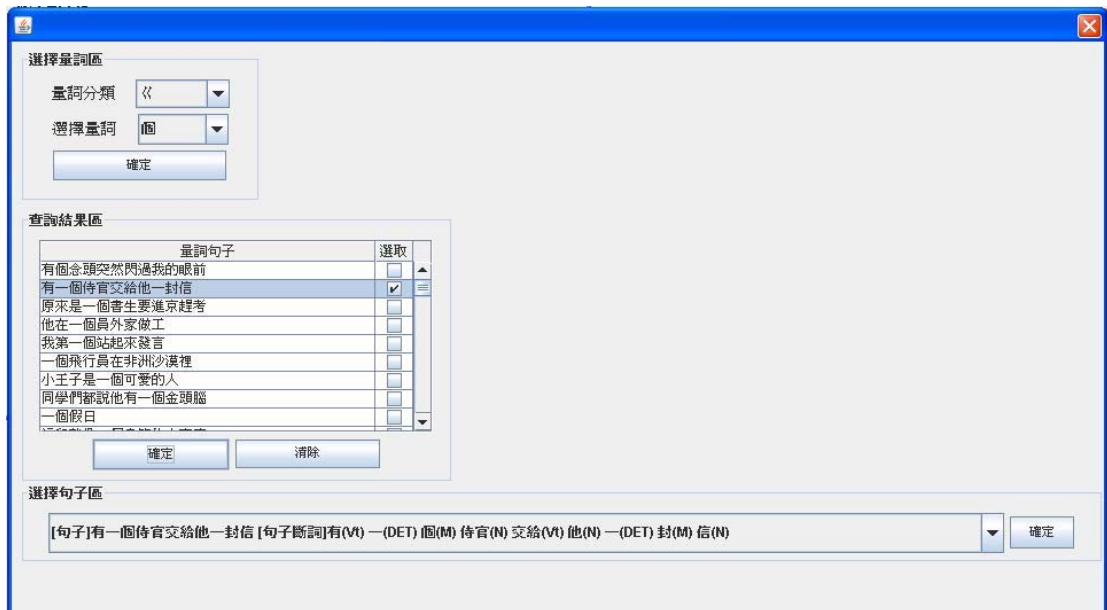 選擇量詞區
量詞分類 ㄍ
選擇量詞 個
確定
查詢結果區
量詞句子 選取
有個念頭突然閃過我的眼前
有一個侍官交給他一封信
原來是一個書生要進京趕考
他在一個員外家做工
我第一個站起來發言
一個飛行員在非洲沙漠裡
小王子是一個可愛的人
同學們都說他有一個金頭腦
一個假日
確定 清除
選擇句子區
[句子]有一個侍官交給他一封信 [句子斷詞]有(Vt) 一(DET) 個(M) 侍官(N) 交給(Vt) 他(N) 一(DET) 封(M) 信(N) 確定